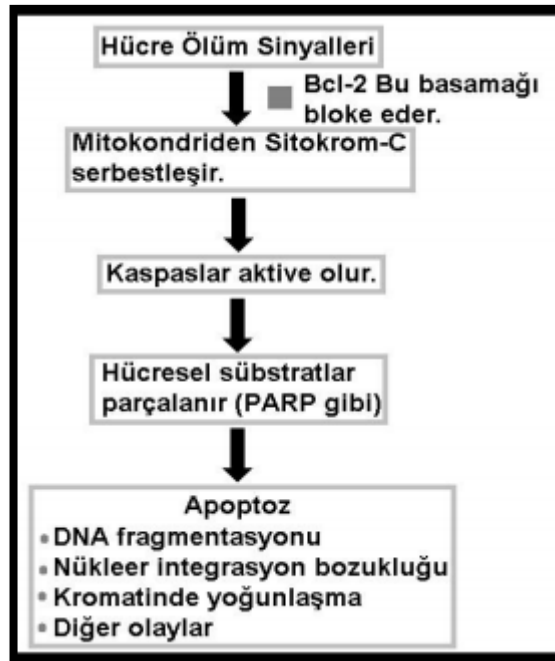 Hücre Ölüm Sinyalleri
Bcl-2 Bu basamağı
bloke eder.
Mitokondriden Sitokrom-C
serbestleşir.
Kaspaslar aktive olur.
Hücresel sübstratlar
parçalanır (PARP gibi)
Apoptoz
• DNA fragmentasyonu
• Nükleer integrasyon bozukluğu
• Kromatinde yoğunlaşma
• Diğer olaylar